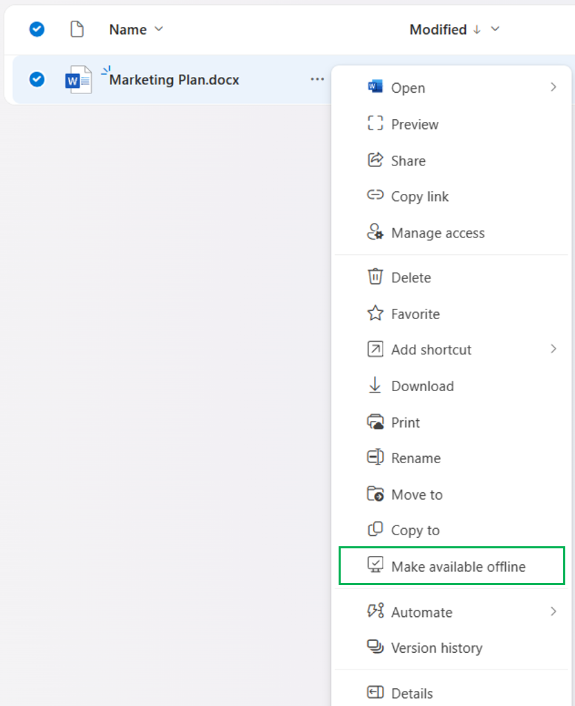 Name
Modified
Marketing Plan.docx
Open
Preview
Share
Copy link
Manage access
Delete
Favorite
Add shortcut
Download
Print
Rename
Move to
Copy to
Make available offline
Automate
Version history
Details